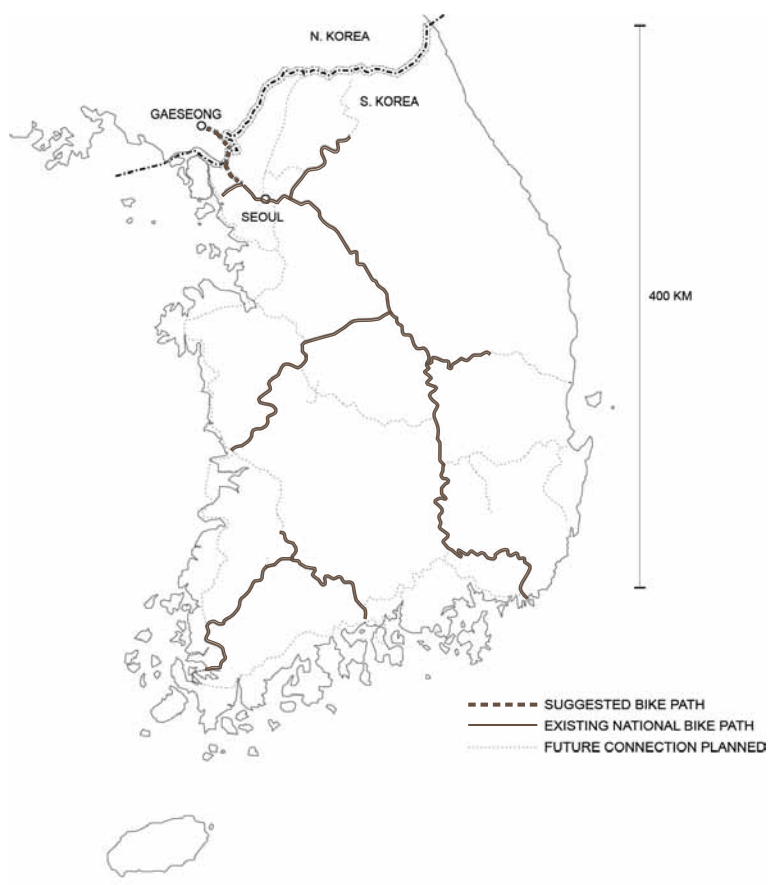 N. KOREA
S. KOREA
GAESEONG
SEOUL
400 KM
SUGGESTED BIKE PATH
EXISTING NATIONAL BIKE PATH
FUTURE CONNECTION PLANNED